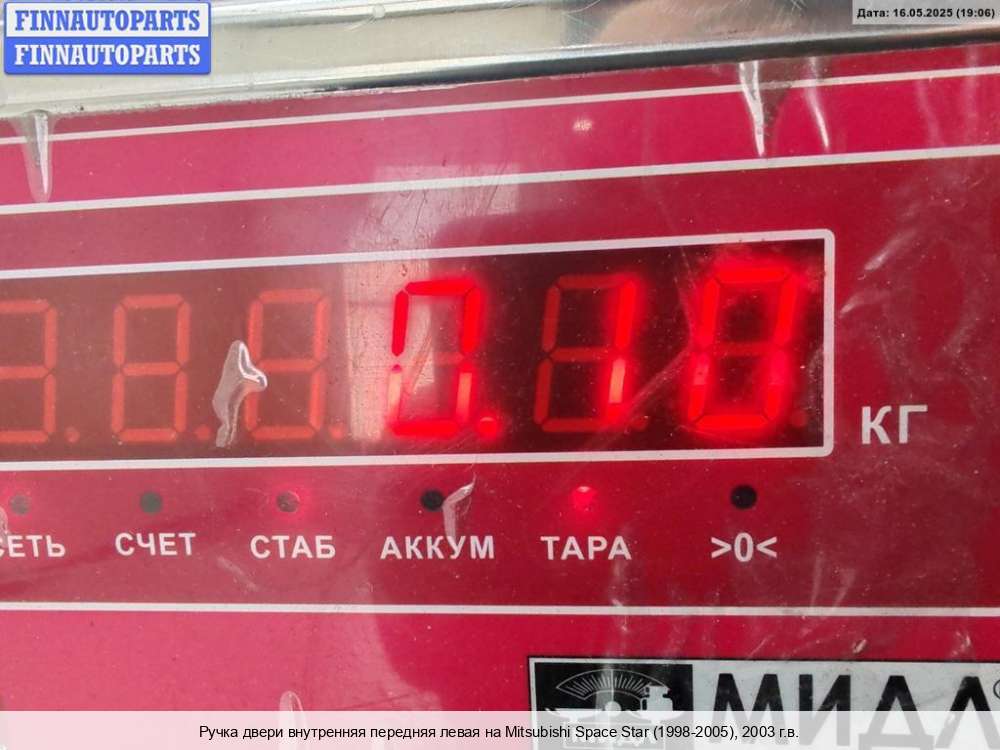 FINNAUTOPARTS
FINNAUTOPARTS
Дата: 16.05.2025 (19:06)
0.10
КГ
СЕТЬ СЧЕТ СТАБ АККУМ ТАРА >0<
МИДЛ
Ручка двери внутренняя передняя левая на Mitsubishi Space Star (1998-2005), 2003 г.в.